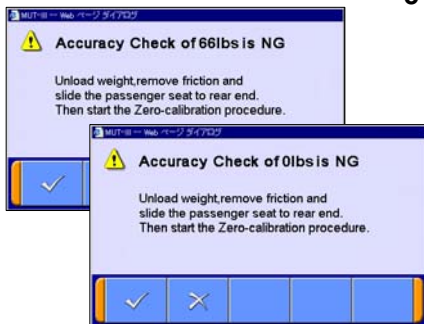 MUT-III -- Web ページ ダイアログ
Accuracy Check of 66lbs is NG
Unload weight,remove friction and
slide the passenger seat to rear end.
Then start the Zero-calibration procedure.
MUT-III -- Web ページ ダイアログ
Accuracy Check of 0lbs is NG
Unload weight,remove friction and
slide the passenger seat to rear end.
Then start the Zero-calibration procedure.